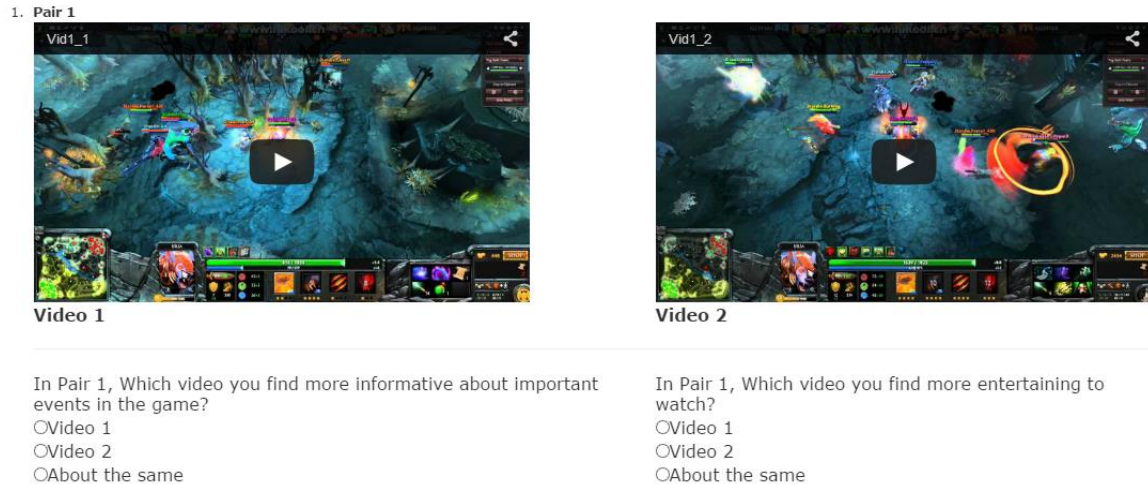 1. Pair 1
Vid1_1
Vid1_2
SHOP
SHOP
Video 1
Video 2
In Pair 1, Which video you find more informative about important
events in the game?
Video 1
Video 2
About the same
In Pair 1, Which video you find more entertaining to
watch?
Video 1
Video 2
About the same